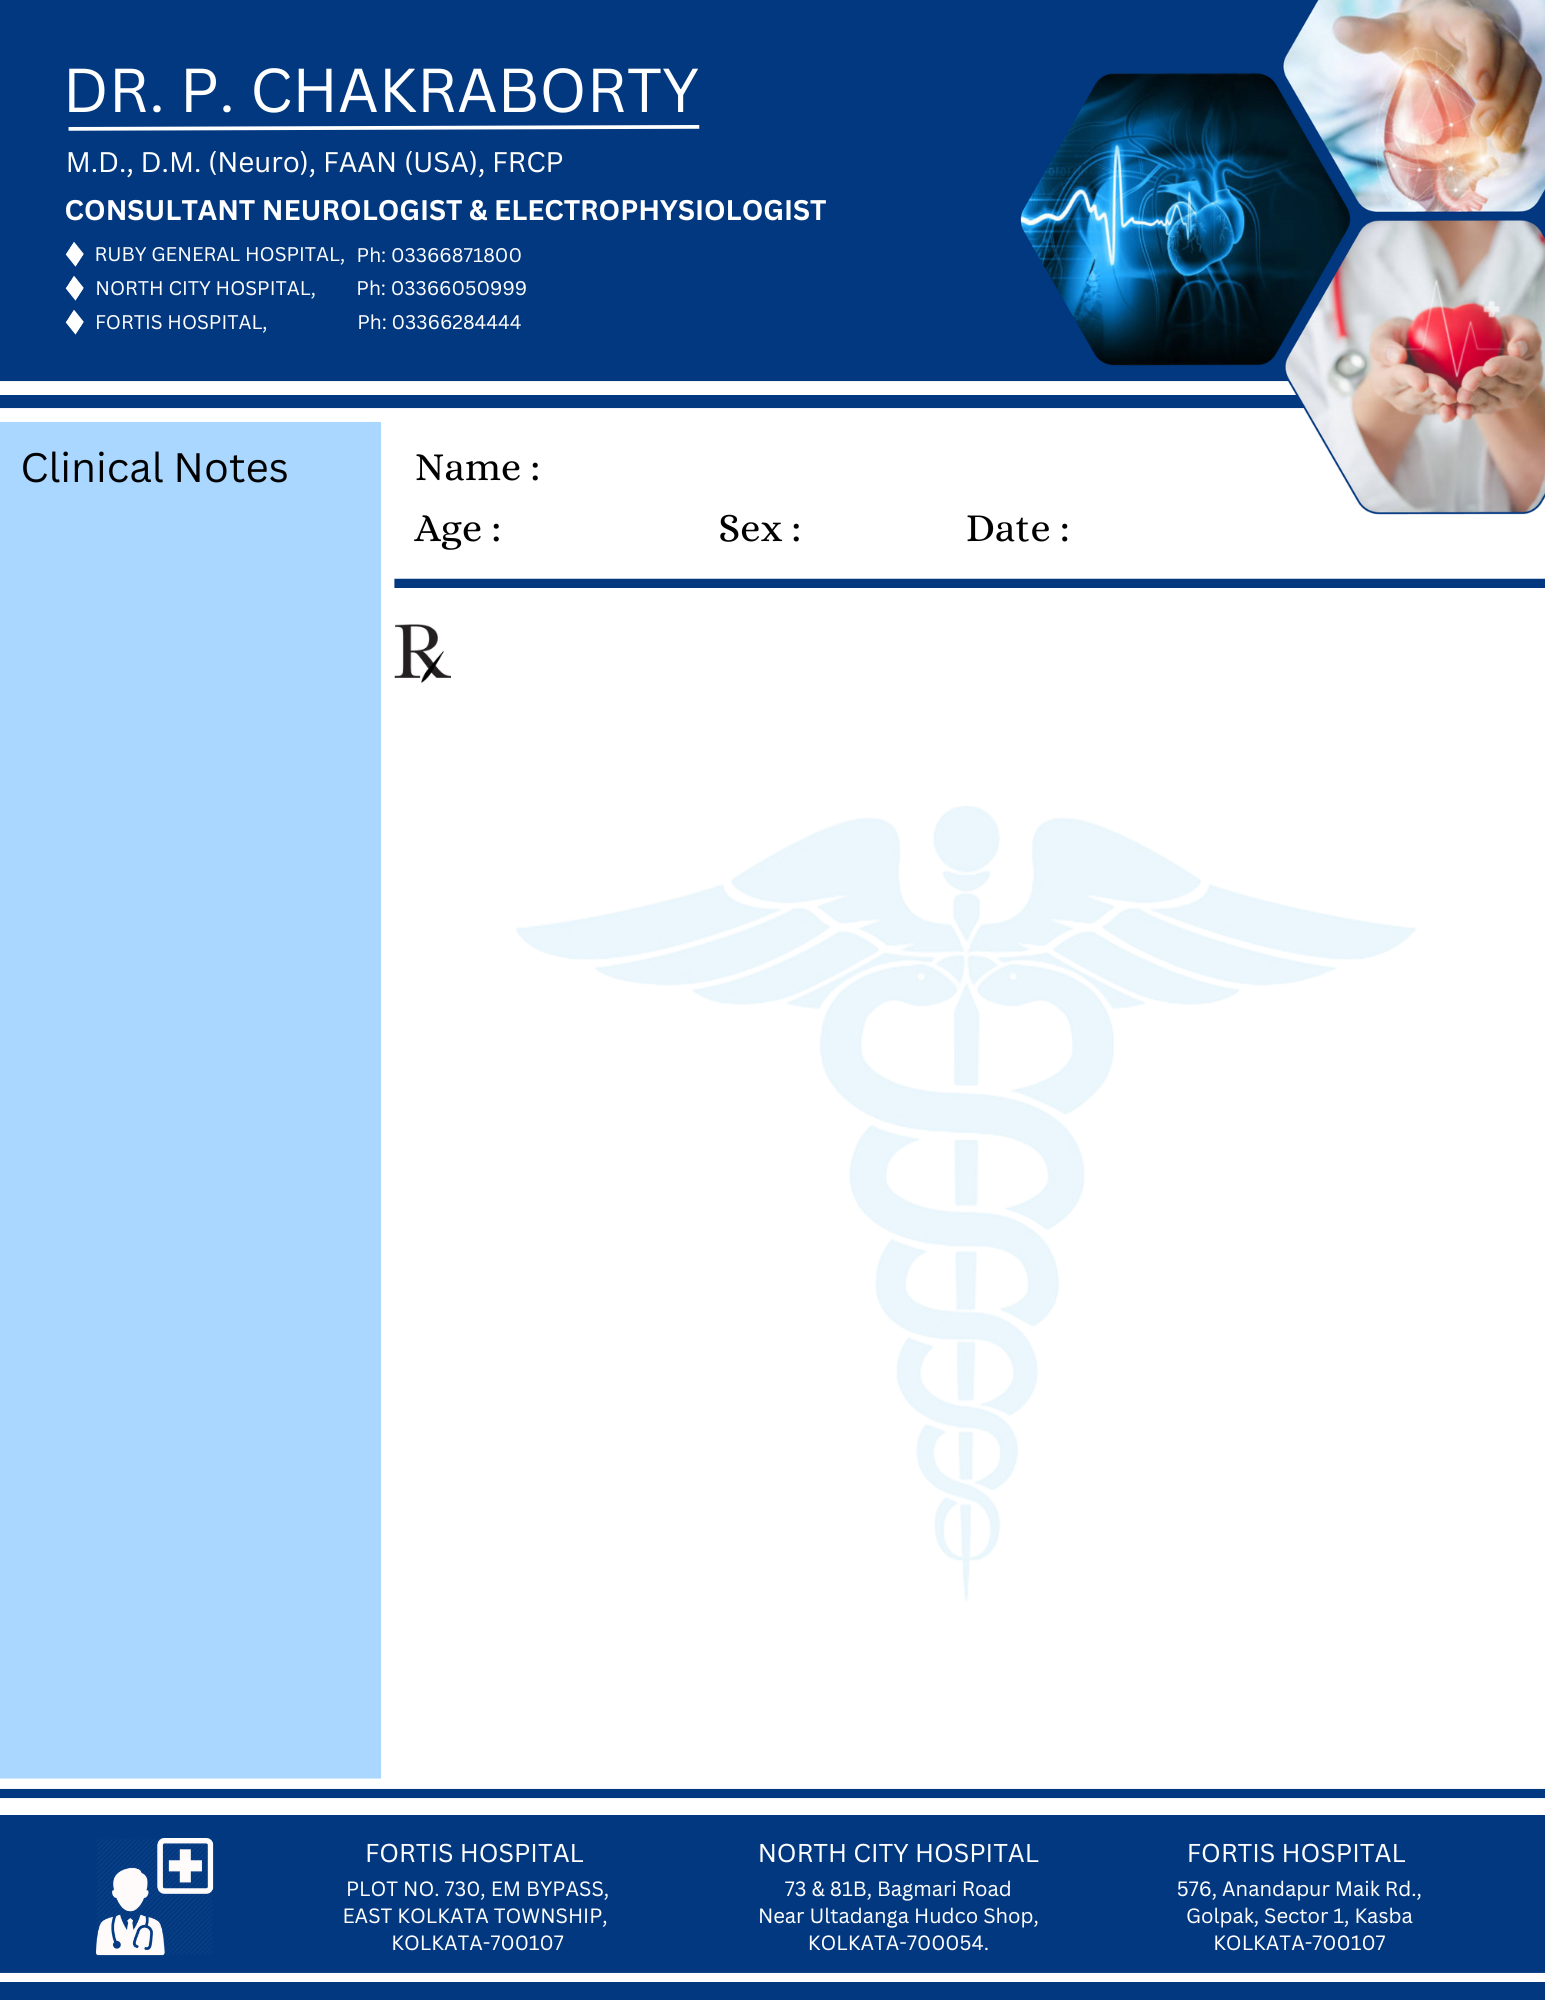 DR. P. CHAKRABORTY
M.D., D.M. (Neuro), FAAN (USA), FRCP
CONSULTANT NEUROLOGIST & ELECTROPHYSIOLOGIST
RUBY GENERAL HOSPITAL, Ph: 03366871800
NORTH CITY HOSPITAL, Ph: 03366050999
FORTIS HOSPITAL, Ph: 03366284444
Clinical Notes
Name :
Age : Sex : Date :
℞
FORTIS HOSPITAL
PLOT NO. 730, EM BYPASS,
EAST KOLKATA TOWNSHIP,
KOLKATA-700107
NORTH CITY HOSPITAL
73 & 81B, Bagmari Road
Near Ultadanga Hudco Shop,
KOLKATA-700054.
FORTIS HOSPITAL
576, Anandapur Maik Rd.,
Golpak, Sector 1, Kasba
KOLKATA-700107